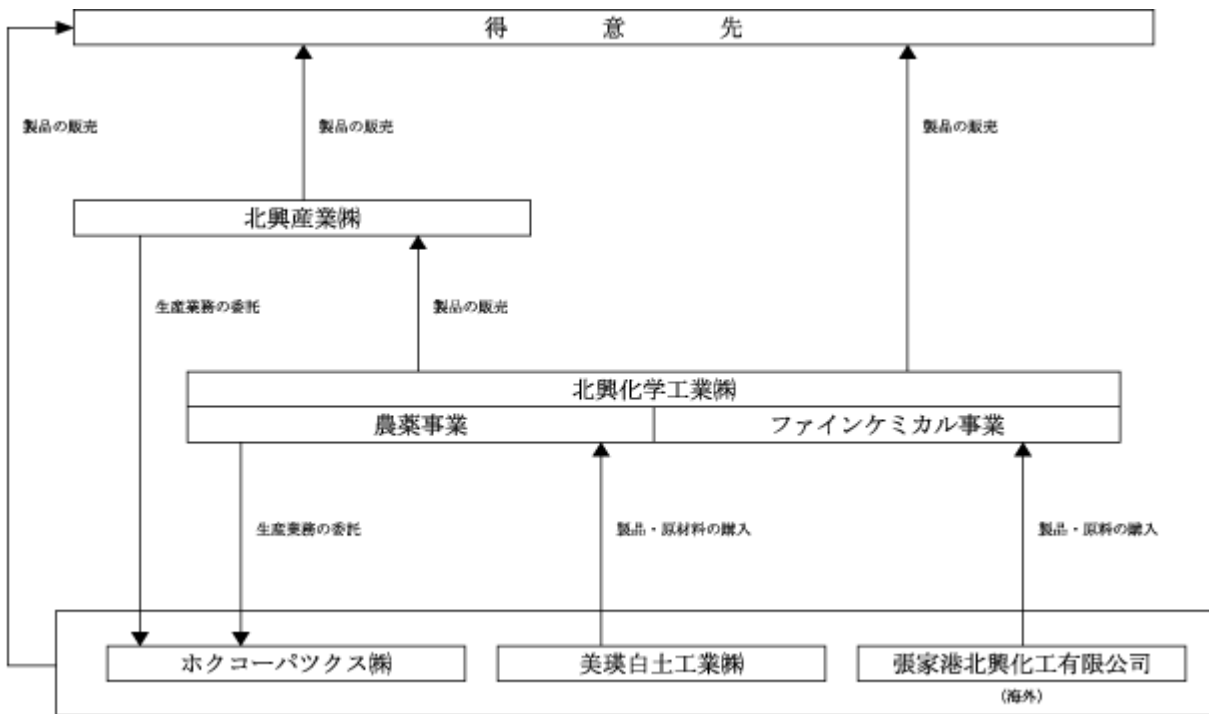 得意先
製品の販売
製品の販売
製品の販売
北興産業㈱
生産業務の委託
製品の販売
北興化学工業㈱
農薬事業
ファインケミカル事業
生産業務の委託
製品・原材料の購入
製品・原料の購入
ホクコーパツクス㈱
美瑛白土工業㈱
張家港北興化工有限公司
(海外)